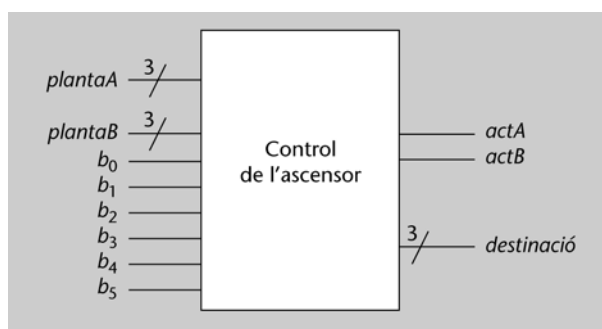 3
plantaA
3
plantaB
b0
b1
b2
b3
b4
b5
Control
de l'ascensor
actA
actB
3
destinació